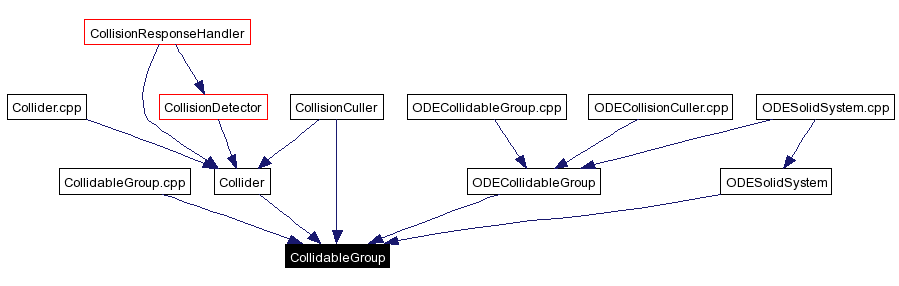 CollisionResponseHandler
Collider.cpp
CollisionDetector
CollisionCuller
ODECollidableGroup.cpp
ODECollisionCuller.cpp
ODESolidSystem.cpp
CollidableGroup.cpp
Collider
ODECollidableGroup
ODESolidSystem
CollidableGroup